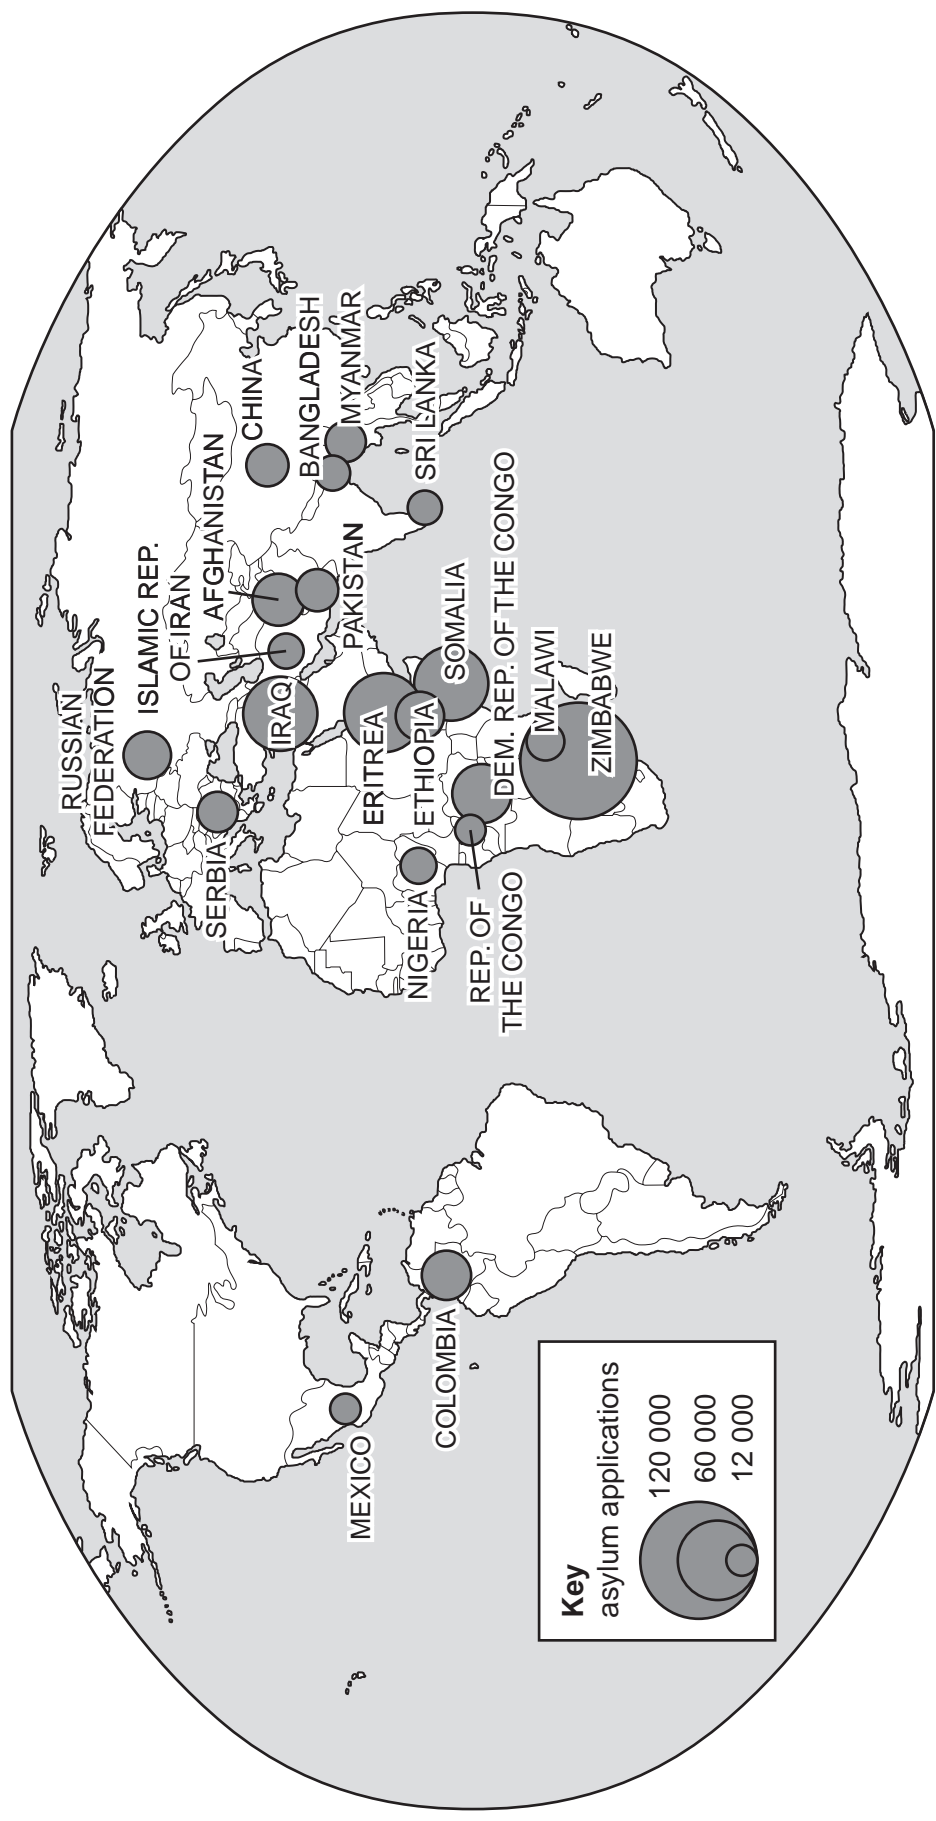 RUSSIAN
FEDERATION
ISLAMIC REP.
OF IRAN
AFGHANISTAN
CHINA
BANGLADESH
MYANMAR
SRI LANKA
SERBIA
IRAQ
PAKISTAN
ERITREA
ETHIOPIA
SOMALIA
DEM. REP. OF THE CONGO
MALAWI
ZIMBABWE
NIGERIA
REP. OF
THE CONGO
MEXICO
COLOMBIA
Key
asylum applications
120 000
60 000
12 000